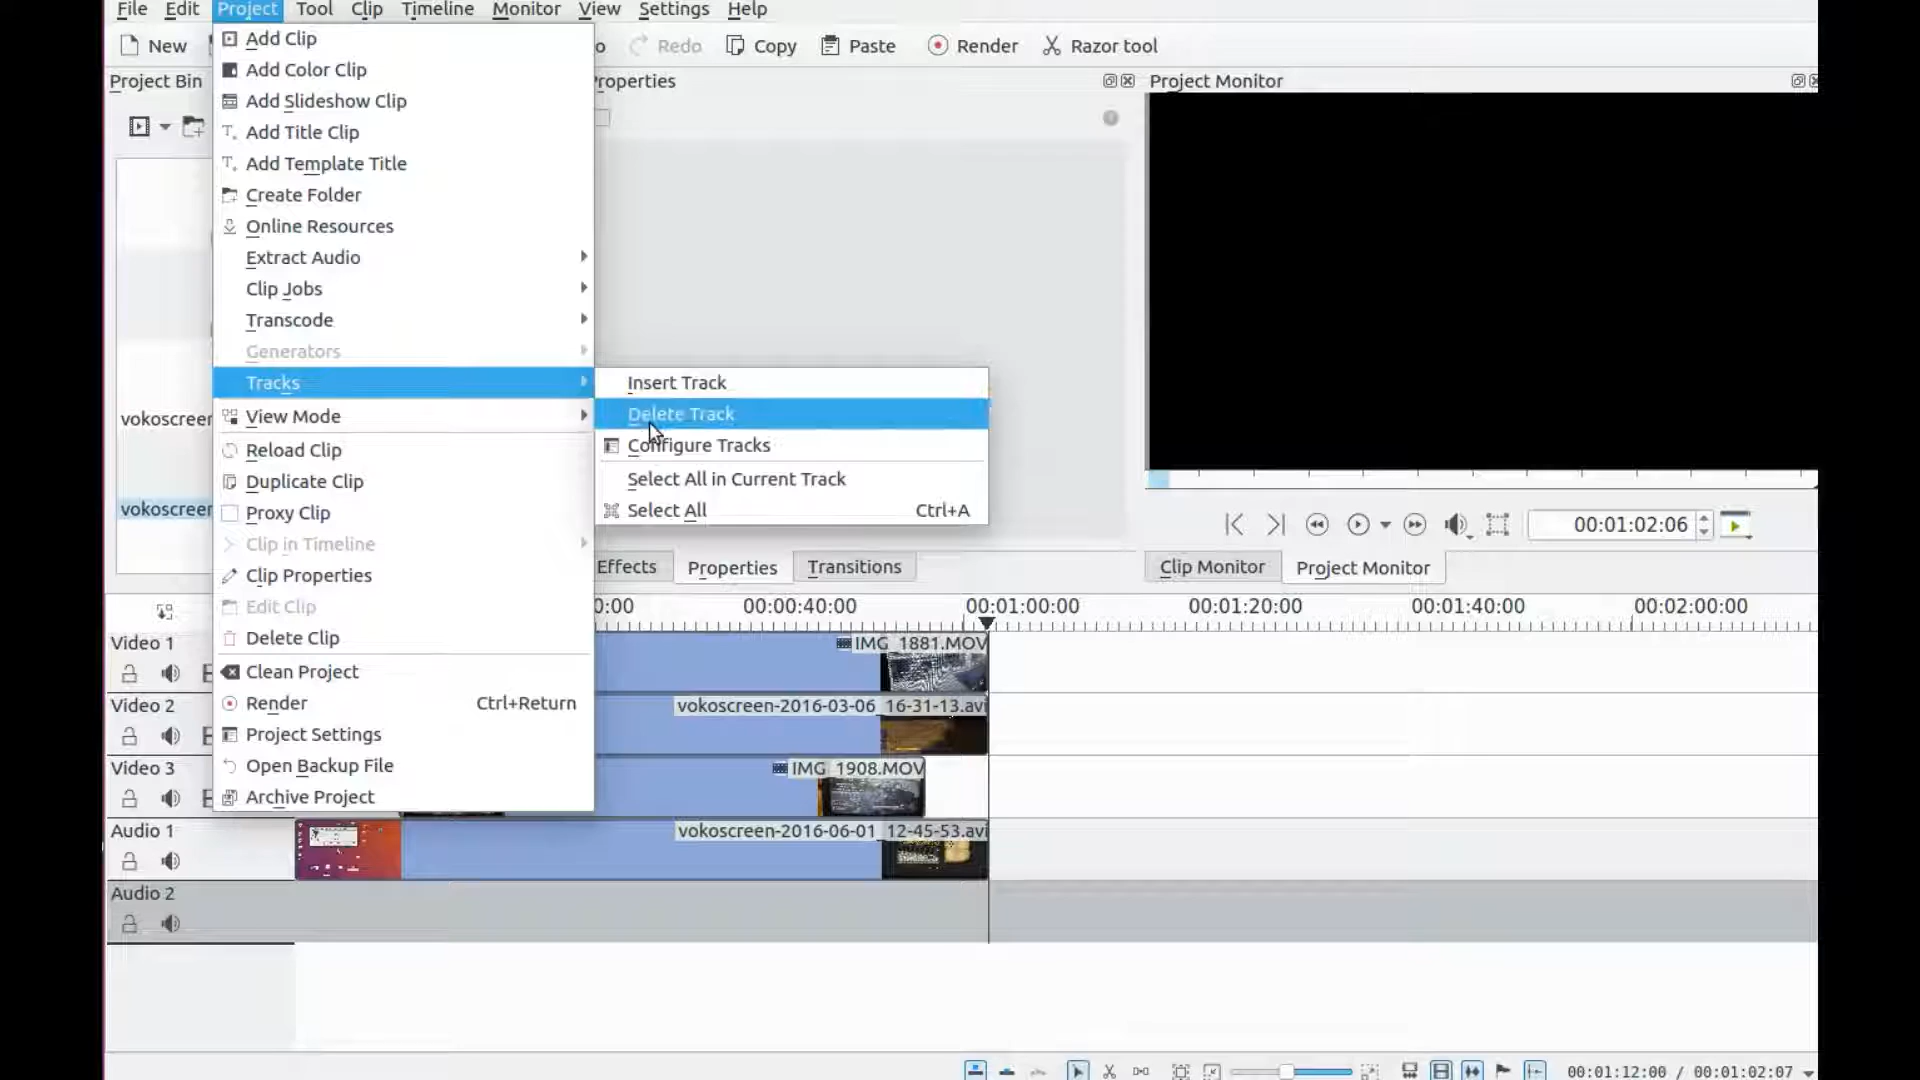 File Edit Project Tool Clip Timeline Monitor View Settings Help
New Redo Copy Paste Render Razor tool
Project Bin
Properties
Project Monitor
Add Clip
Add Color Clip
Add Slideshow Clip
Add Title Clip
Add Template Title
Create Folder
Online Resources
Extract Audio
Clip Jobs
Transcode
Generators
Tracks
View Mode
Reload Clip
Duplicate Clip
Proxy Clip
Clip in Timeline
Clip Properties
Edit Clip
Delete Clip
Clean Project
Render Ctrl+Return
Project Settings
Open Backup File
Archive Project
Insert Track
Delete Track
Configure Tracks
Select All in Current Track
Select All Ctrl+A
vokoscreen
vokoscreen
00:01:02:06
Effects Properties Transitions
Clip Monitor Project Monitor
0:00 00:00:40:00 00:01:00:00 00:01:20:00 00:01:40:00 00:02:00:00
Video 1
IMG_1881.MOV
Video 2
vokoscreen-2016-03-06_16-31-13.avi
Video 3
IMG_1908.MOV
Audio 1
vokoscreen-2016-06-01_12-45-53.avi
Audio 2
00:01:12:00 / 00:01:02:07